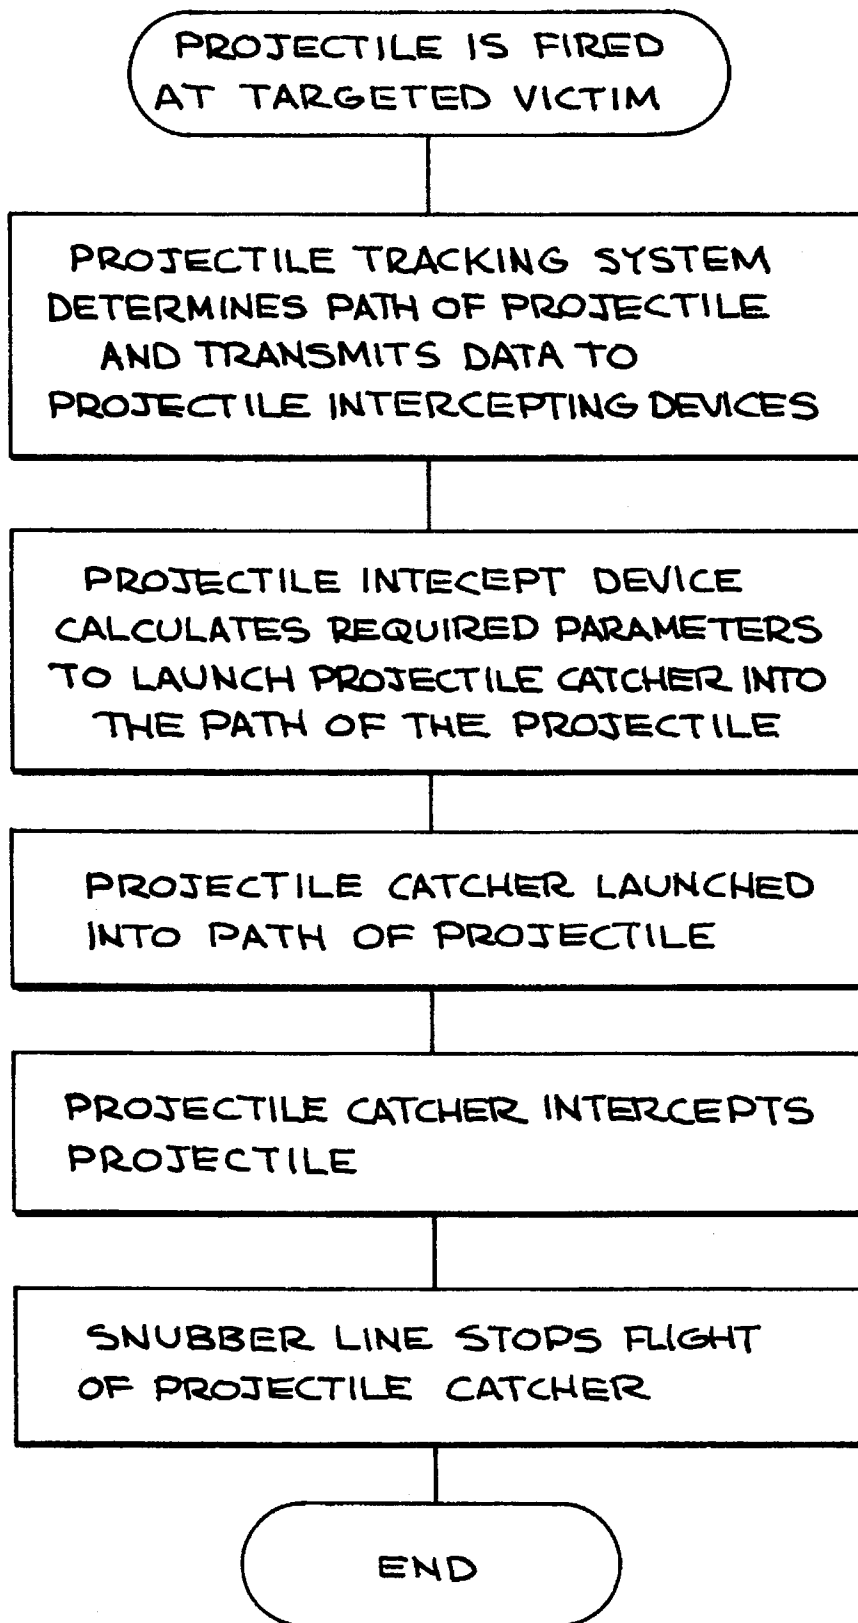 PROJECTILE IS FIRED
AT TARGETED VICTIM
PROJECTILE TRACKING SYSTEM
DETERMINES PATH OF PROJECTILE
AND TRANSMITS DATA TO
PROJECTILE INTERCEPTING DEVICES
PROJECTILE INTECEPT DEVICE
CALCULATES REQUIRED PARAMETERS
TO LAUNCH PROJECTILE CATCHER INTO
THE PATH OF THE PROJECTILE
PROJECTILE CATCHER LAUNCHED
INTO PATH OF PROJECTILE
PROJECTILE CATCHER INTERCEPTS
PROJECTILE
SNUBBER LINE STOPS FLIGHT
OF PROJECTILE CATCHER
END